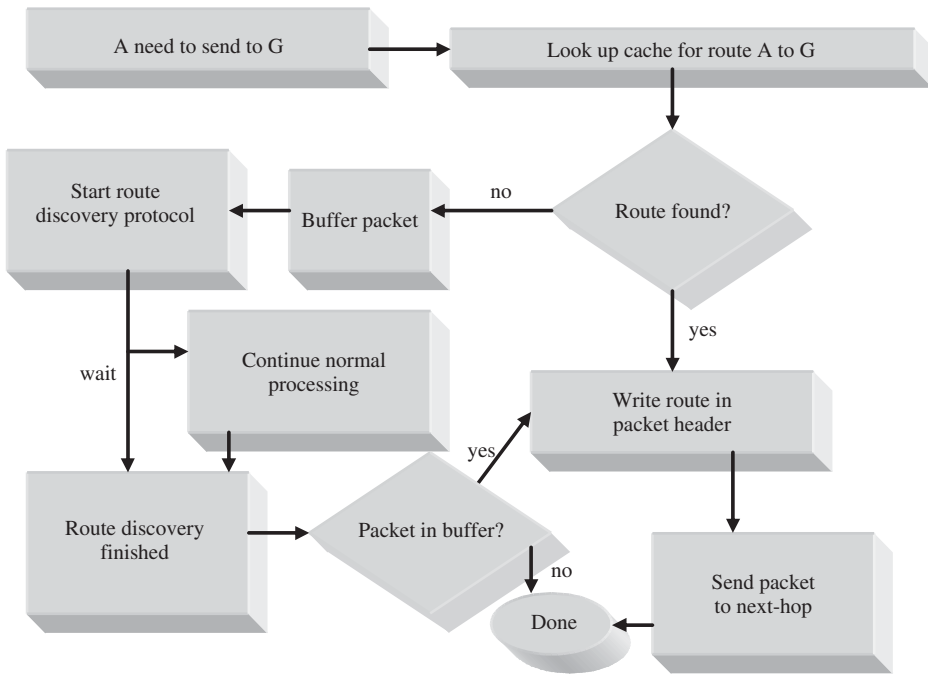 A need to send to G
Look up cache for route A to G
Route found?
no
Buffer packet
Start route
discovery protocol
wait
Continue normal
processing
yes
Write route in
packet header
Route discovery
finished
Packet in buffer?
yes
no
Send packet
to next-hop
Done